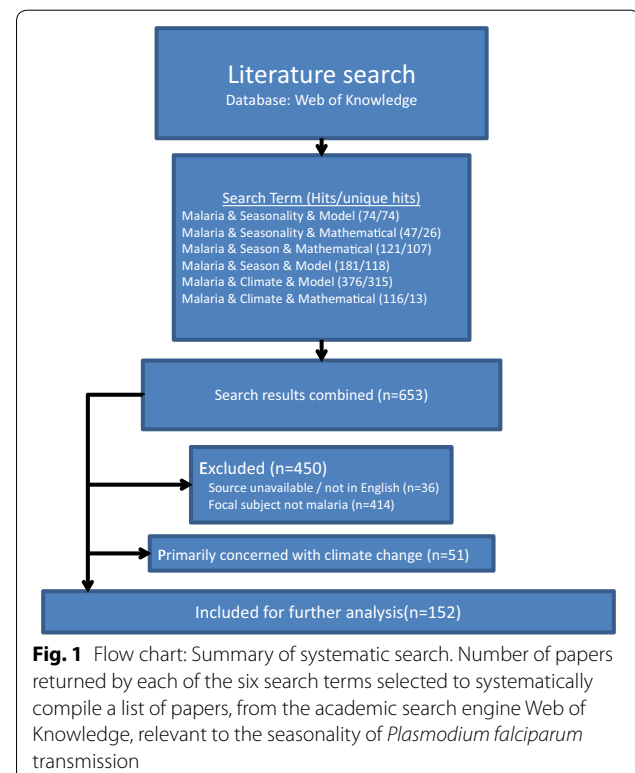 Literature search
Database: Web of Knowledge
Search Term (Hits/unique hits)
Malaria & Seasonality & Model (74/74)
Malaria & Seasonality & Mathematical (47/26)
Malaria & Season & Mathematical (121/107)
Malaria & Season & Model (181/118)
Malaria & Climate & Model (376/315)
Malaria & Climate & Mathematical (116/13)
Search results combined (n=653)
Excluded (n=450)
Source unavailable / not in English (n=36)
Focal subject not malaria (n=414)
Primarily concerned with climate change (n=51)
Included for further analysis(n=152)
Fig. 1 Flow chart: Summary of systematic search. Number of papers
returned by each of the six search terms selected to systematically
compile a list of papers, from the academic search engine Web of
Knowledge, relevant to the seasonality of Plasmodium falciparum
transmission